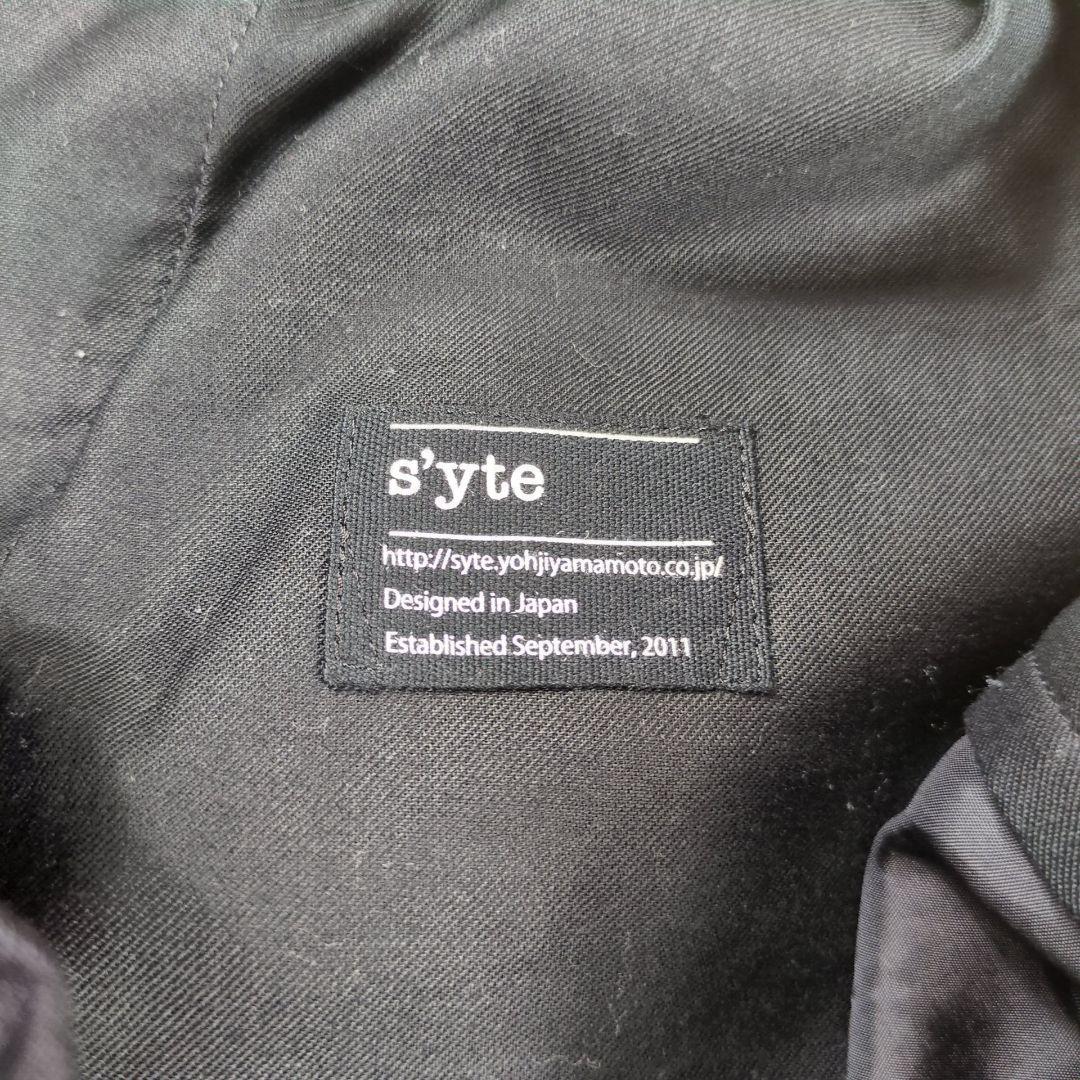 s’yte
http://syte.yohjiyamamoto.co.jp/
Designed in Japan
Established September, 2011